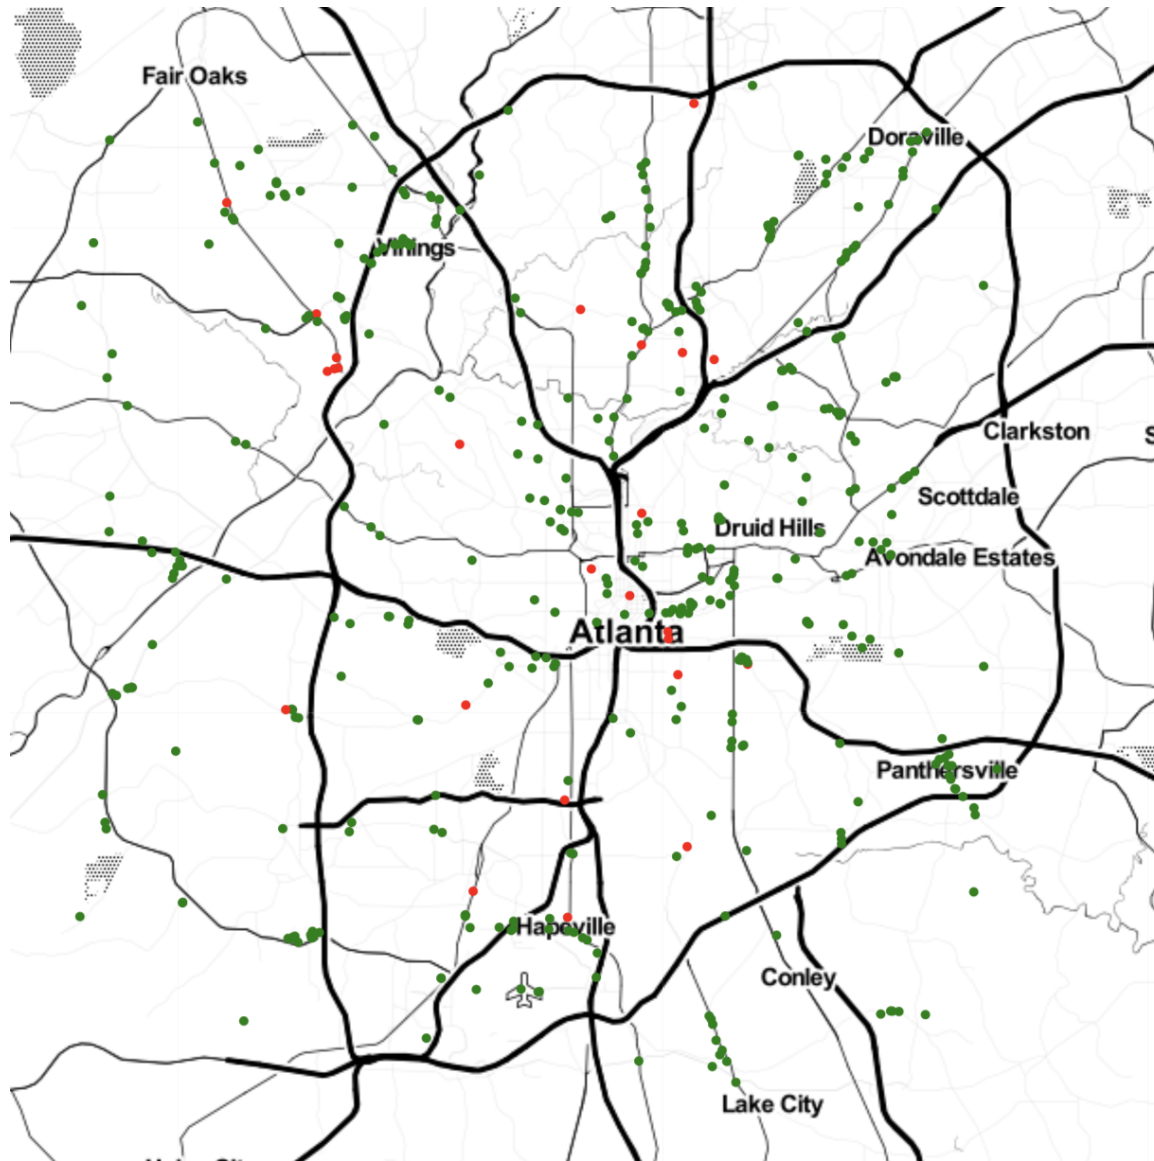 Fair Oaks
Doraville
Vinings
Clarkston
Scottdale
Druid Hills
Avondale Estates
Atlanta
Panthersville
Hapeville
Conley
Lake City